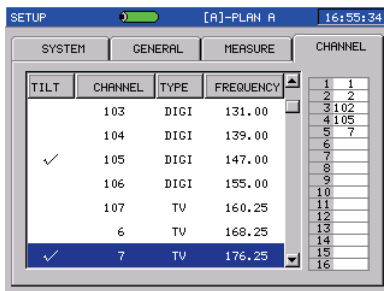 SETUP [A]-PLAN A 16:55:34
SYSTEM GENERAL MEASURE CHANNEL
TILT CHANNEL TYPE FREQUENCY
103 DIGI 131.00
104 DIGI 139.00
✓ 105 DIGI 147.00
106 DIGI 155.00
107 TV 160.25
6 TV 168.25
✓ 7 TV 176.25
1 1
2 2
3 102
4 105
5 7
6
7
8
9
10
11
12
13
14
15
16